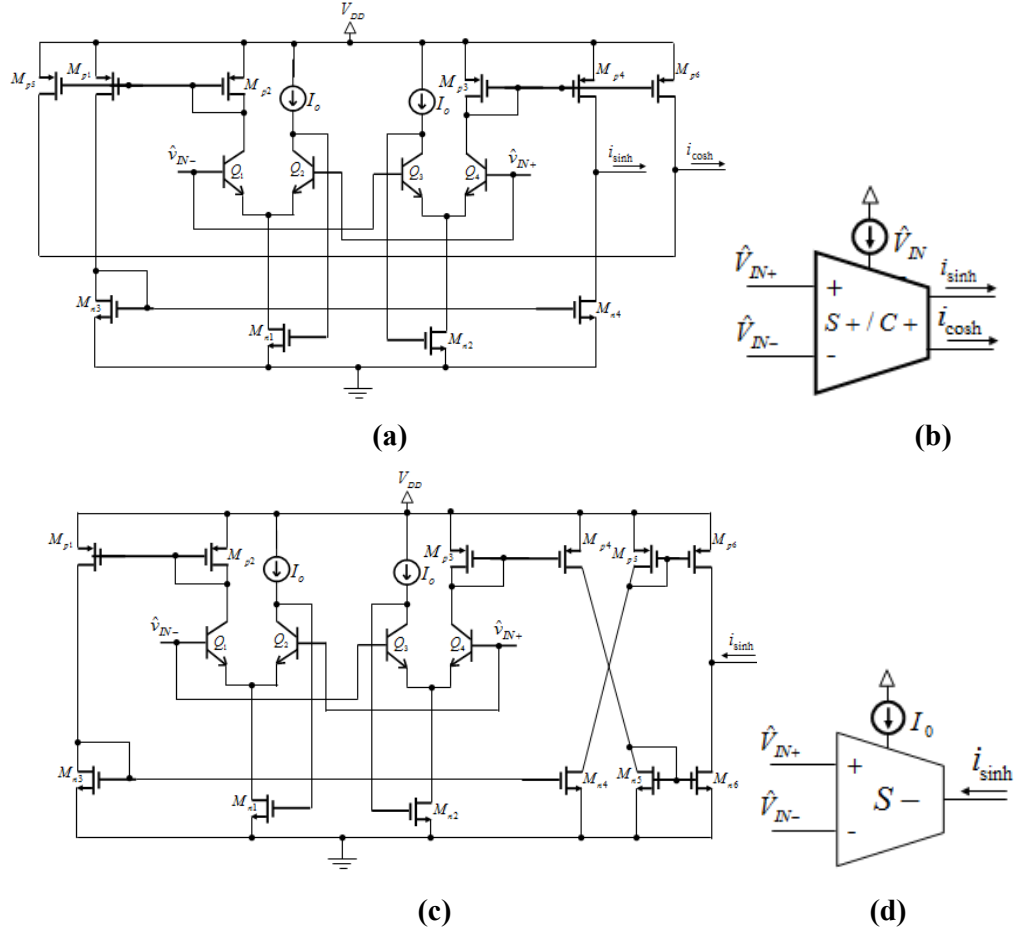 V_DD
M_p5 M_p1 M_p2 I_o I_o M_p3 M_p4 M_p6
v̂_IN- Q_1 Q_2 Q_3 Q_4 v̂_IN+ i_sinh i_cosh
M_n3 M_n1 M_n2 M_n4
(a)
V̂_IN
V̂_IN+ + i_sinh
S + / C +
V̂_IN- - i_cosh
(b)
V_DD
M_p1 M_p2 I_o I_o M_p3 M_p4 M_p5 M_p6
v̂_IN- Q_1 Q_2 Q_3 Q_4 v̂_IN+ i_sinh
M_n3 M_n1 M_n2 M_n4 M_n5 M_n6
(c)
I_0
V̂_IN+ +
S - i_sinh
V̂_IN- -
(d)